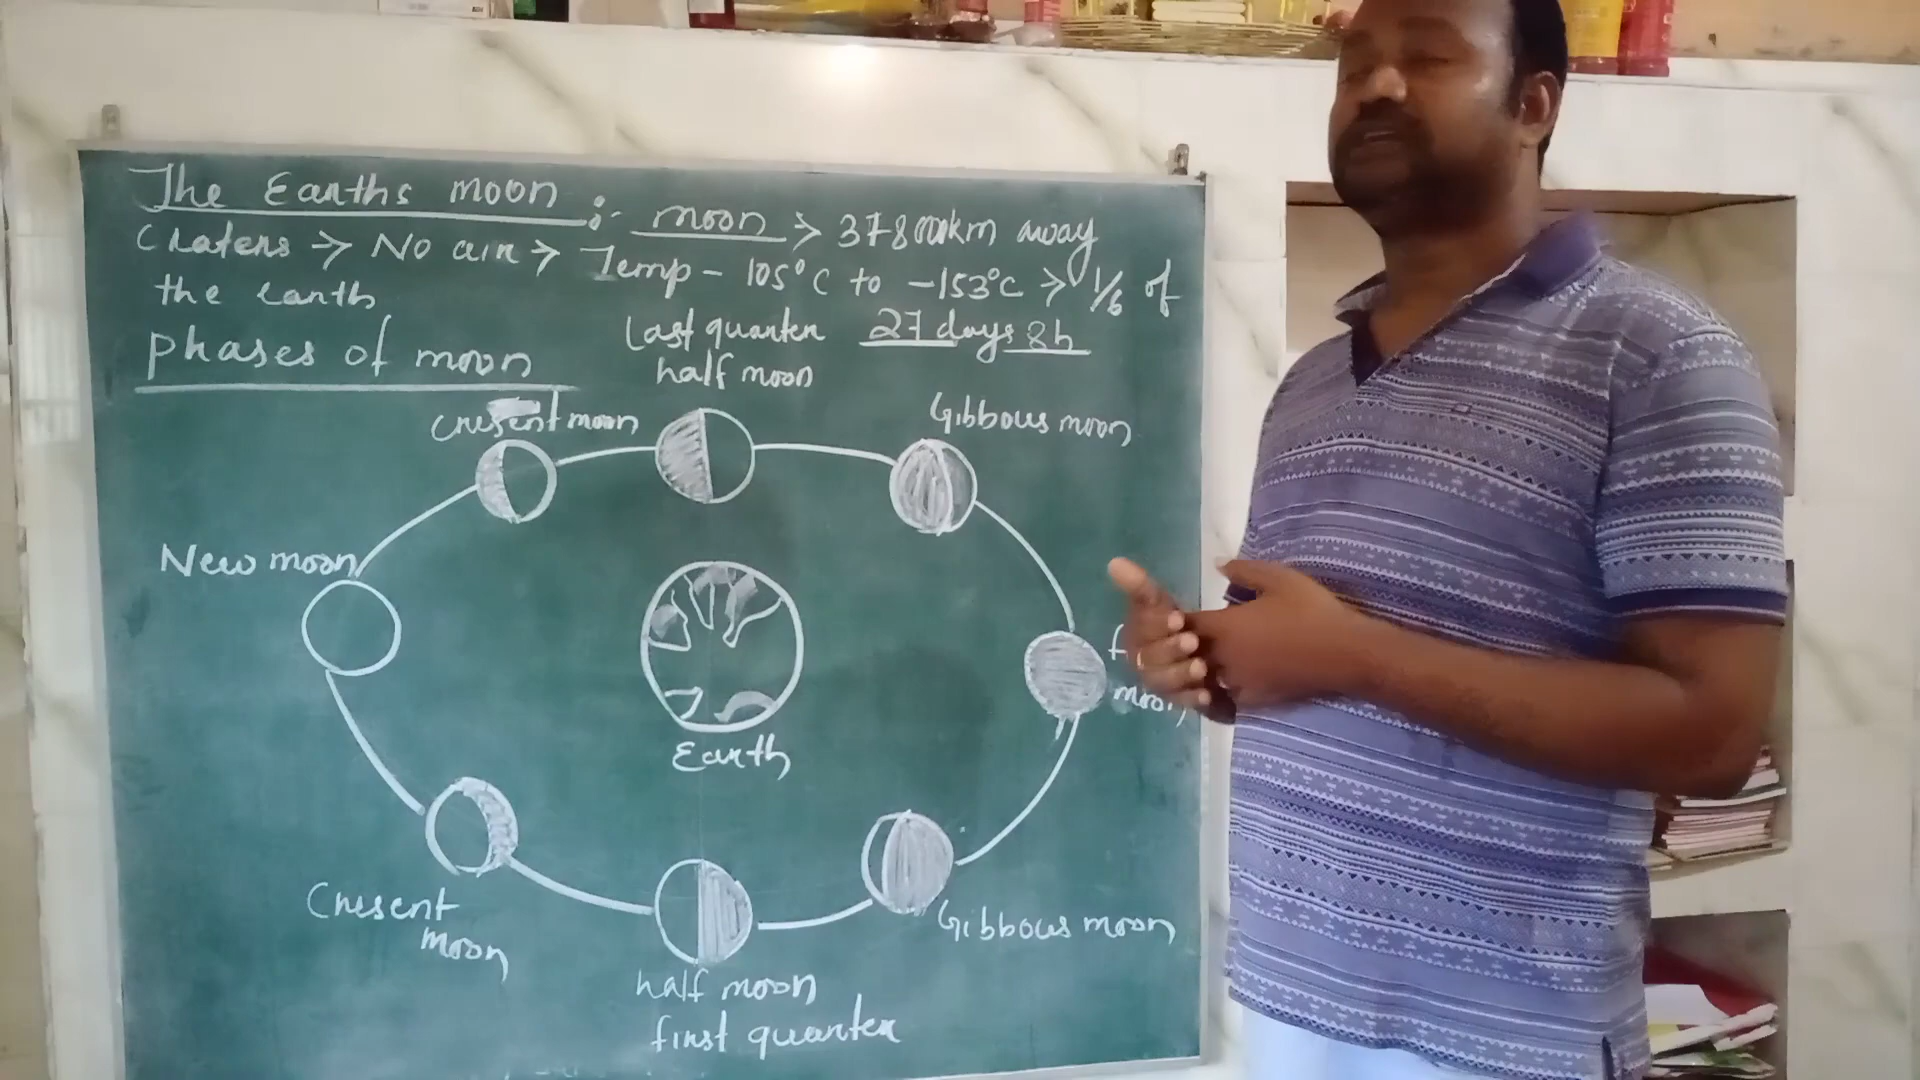 The Earths moon :- moon > 378000km away
Craters > No air > Temp - 105°C to -153°C > 1/6 of
the earth
Last quarter 27 days 8h
half moon
phases of moon
Cresent moon
Gibbous moon
New moon
moon
Earth
Cresent
moon
Gibbous moon
half moon
first quarter